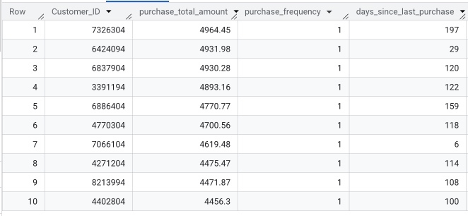 Row Customer_ID purchase_total_amount purchase_frequency days_since_last_purchase
1 7326304 4964.45 1 197
2 6424094 4931.98 1 29
3 6837904 4930.28 1 120
4 3391194 4893.16 1 122
5 6886404 4770.77 1 159
6 4770304 4700.56 1 118
7 7066104 4619.48 1 6
8 4271204 4475.47 1 114
9 8213994 4471.87 1 108
10 4402804 4456.3 1 100